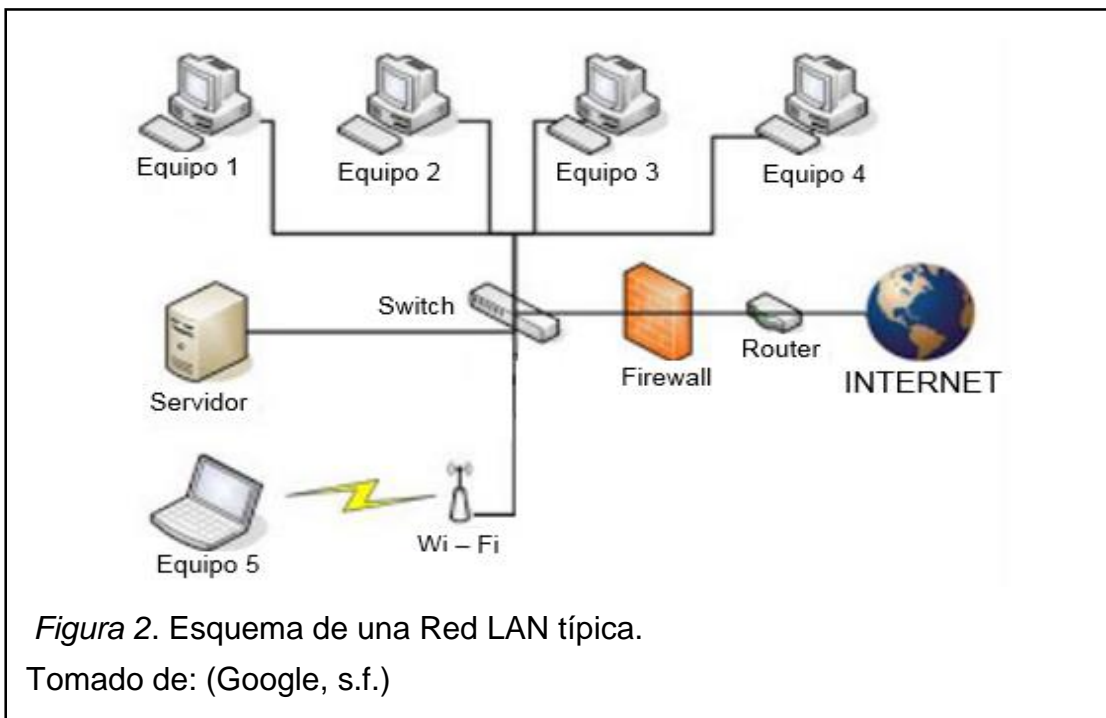 Equipo 1
Equipo 2
Equipo 3
Equipo 4
Switch
Servidor
Firewall
Router
INTERNET
Wi – Fi
Equipo 5
Figura 2. Esquema de una Red LAN típica.
Tomado de: (Google, s.f.)